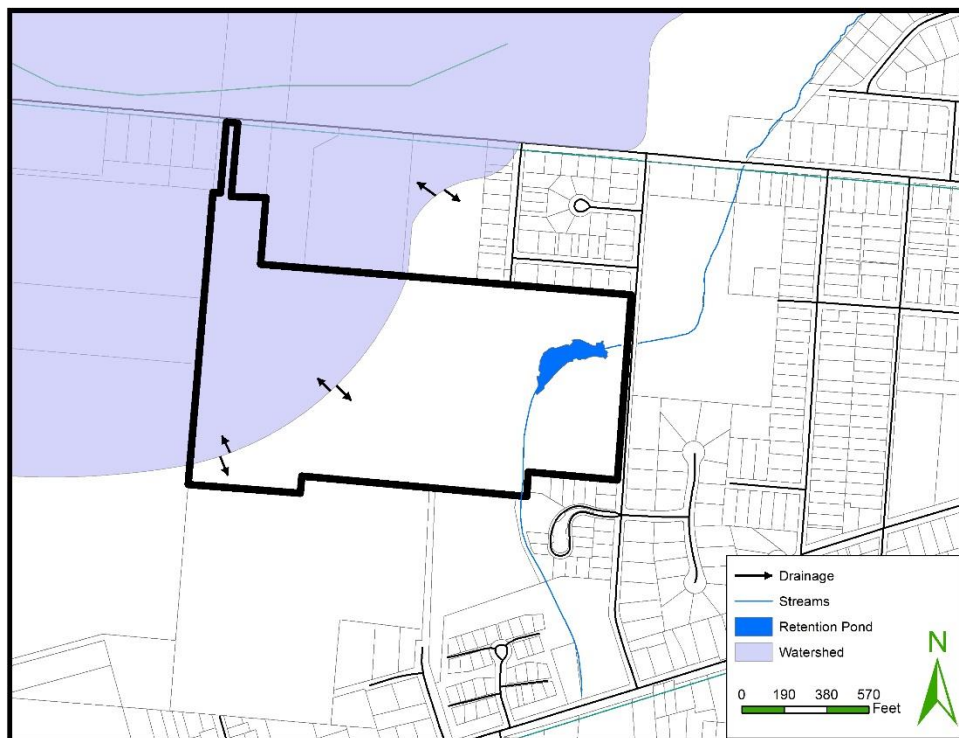 Drainage
Streams
Retention Pond
Watershed
N
0 190 380 570
Feet